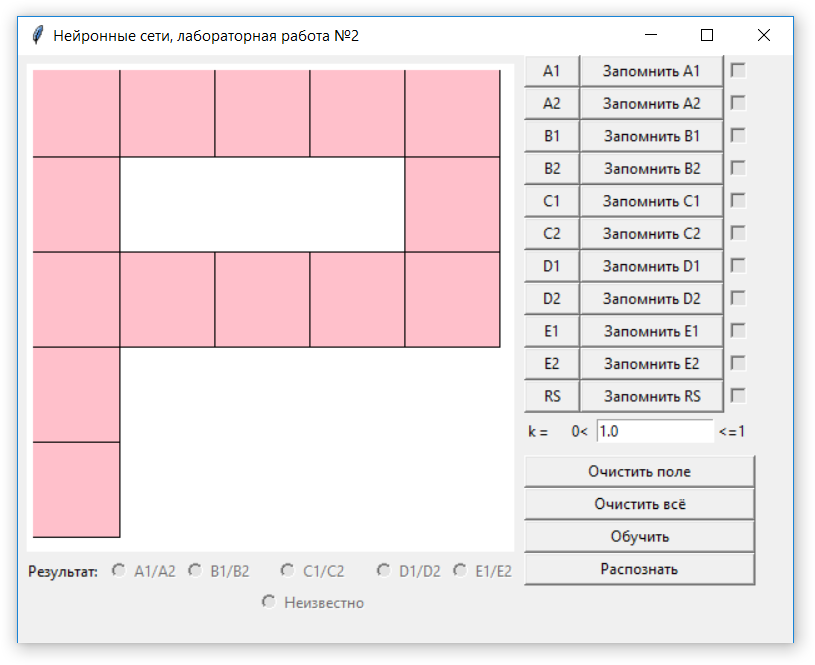 Нейронные сети, лабораторная работа №2
A1 Запомнить A1
A2 Запомнить A2
B1 Запомнить B1
B2 Запомнить B2
C1 Запомнить C1
C2 Запомнить C2
D1 Запомнить D1
D2 Запомнить D2
E1 Запомнить E1
E2 Запомнить E2
RS Запомнить RS
k = 0< 1.0 <=1
Очистить поле
Очистить всё
Обучить
Распознать
Результат: A1/A2 B1/B2 C1/C2 D1/D2 E1/E2
Неизвестно